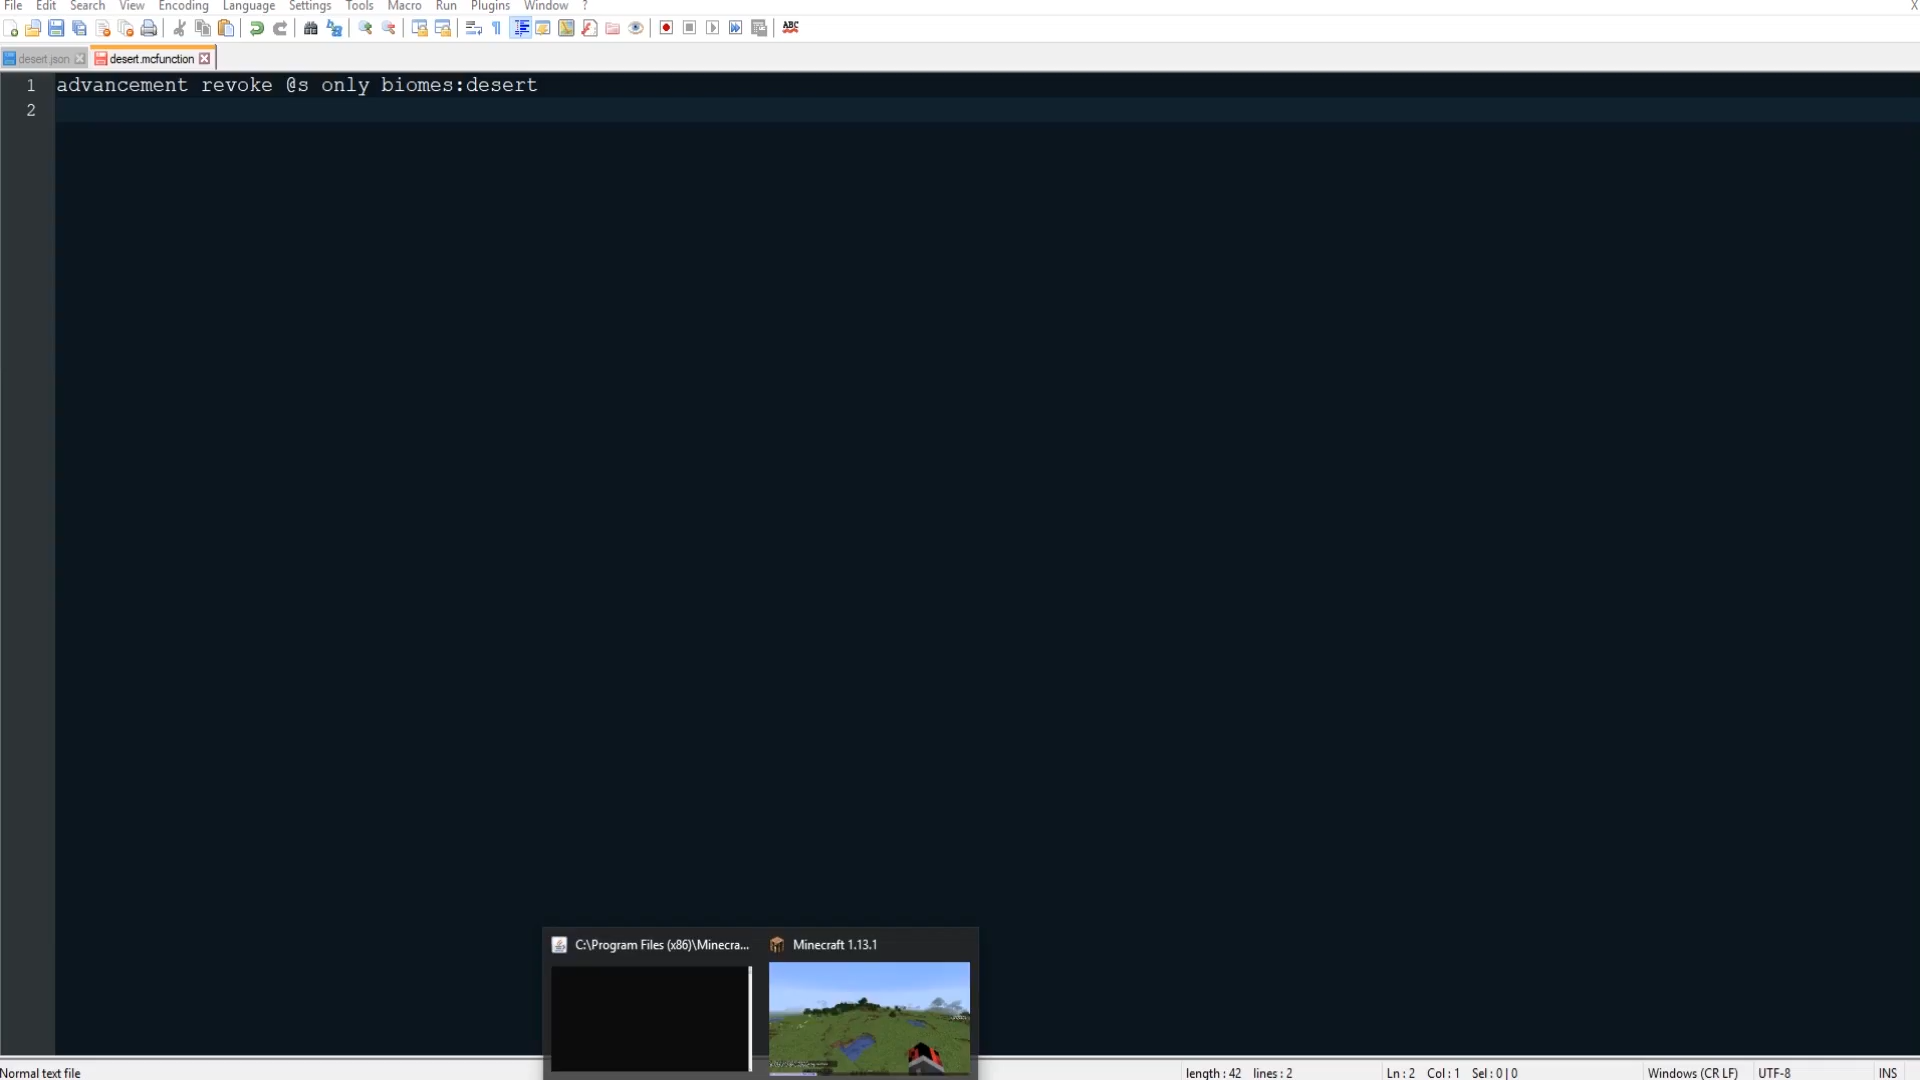 File Edit Search View Encoding Language Settings Tools Macro Run Plugins Window ?
X
ABC
desert.json desert.mcfunction
1 advancement revoke @s only biomes:desert
2
C:\Program Files (x86)\Minecra... Minecraft 1.13.1
Normal text file length : 42 lines : 2 Ln : 2 Col : 1 Sel : 0 | 0 Windows (CR LF) UTF-8 INS